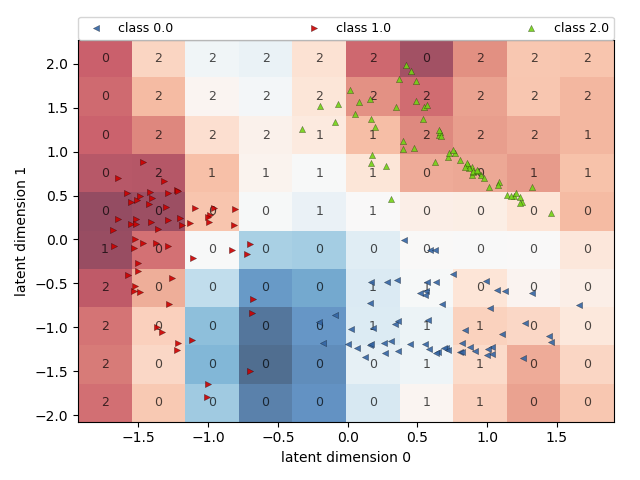 class 0.0 class 1.0 class 2.0
2.0
1.5
1.0
0.5
0.0
−0.5
−1.0
−1.5
−2.0
latent dimension 1
0 2 2 2 2 2 0 2 2 2
0 2 2 2 2 2 2 2 2 2
0 2 2 2 1 1 2 2 2 1
0 2 1 1 1 1 0 0 1 1
0 0 0 0 1 1 0 0 0 0
1 0 0 0 0 0 0 0 0 0
2 0 0 0 0 1 1 0 0 0
2 0 0 0 0 1 1 1 0 0
2 0 0 0 0 0 1 1 0 0
2 0 0 0 0 0 1 1 0 0
−1.5 −1.0 −0.5 0.0 0.5 1.0 1.5
latent dimension 0